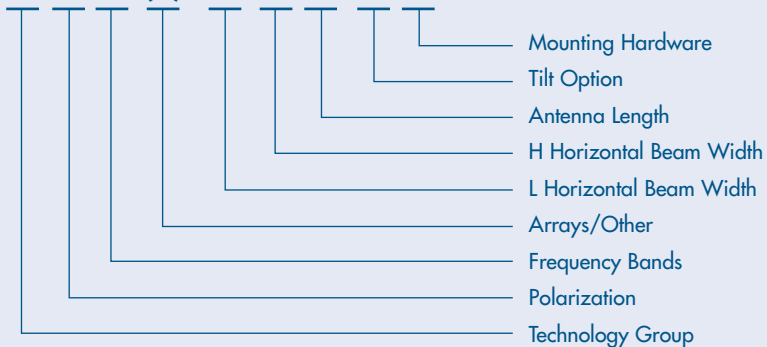 Mounting Hardware
Tilt Option
Antenna Length
H Horizontal Beam Width
L Horizontal Beam Width
Arrays/Other
Frequency Bands
Polarization
Technology Group